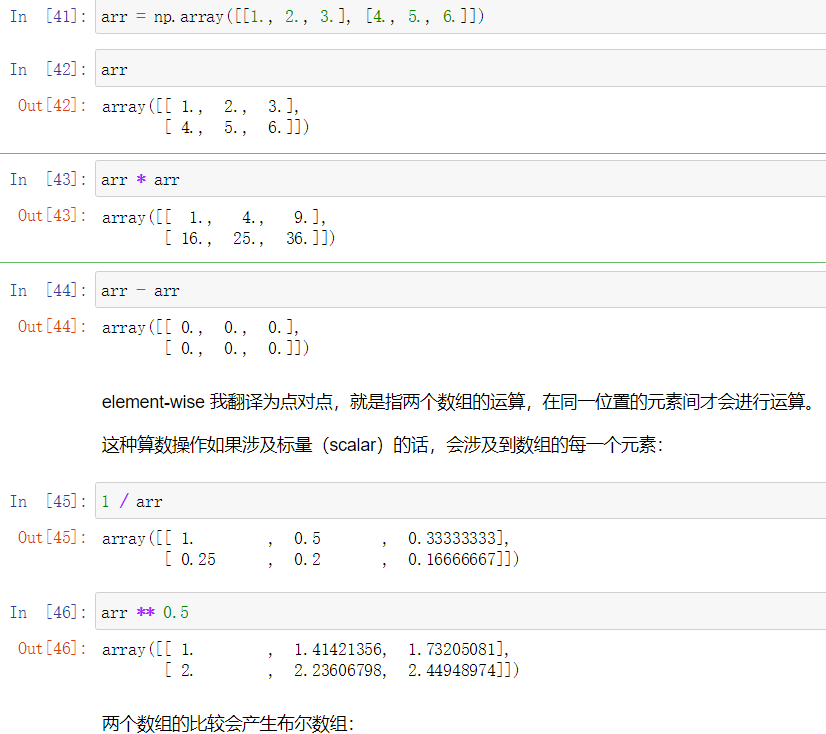 In [41]: arr = np.array([[1., 2., 3.], [4., 5., 6.]])
In [42]: arr
Out[42]: array([[ 1.,  2.,  3.],
[ 4.,  5.,  6.]])
In [43]: arr * arr
Out[43]: array([[  1.,   4.,   9.],
[ 16.,  25.,  36.]])
In [44]: arr - arr
Out[44]: array([[ 0.,  0.,  0.],
[ 0.,  0.,  0.]])
element-wise 我翻译为点对点，就是指两个数组的运算，在同一位置的元素间才会进行运算。
这种算数操作如果涉及标量（scalar）的话，会涉及到数组的每一个元素：
In [45]: 1 / arr
Out[45]: array([[ 1.        ,  0.5       ,  0.33333333],
[ 0.25      ,  0.2       ,  0.16666667]])
In [46]: arr ** 0.5
Out[46]: array([[ 1.        ,  1.41421356,  1.73205081],
[ 2.        ,  2.23606798,  2.44948974]])
两个数组的比较会产生布尔数组：